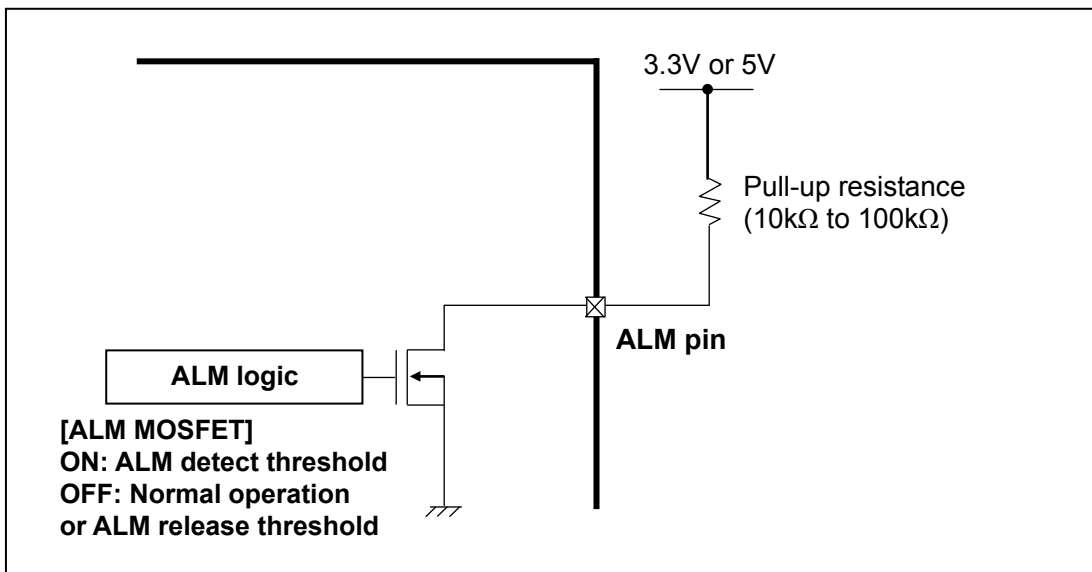 3.3V or 5V
Pull-up resistance
(10kΩ to 100kΩ)
ALM pin
ALM logic
[ALM MOSFET]
ON: ALM detect threshold
OFF: Normal operation
or ALM release threshold